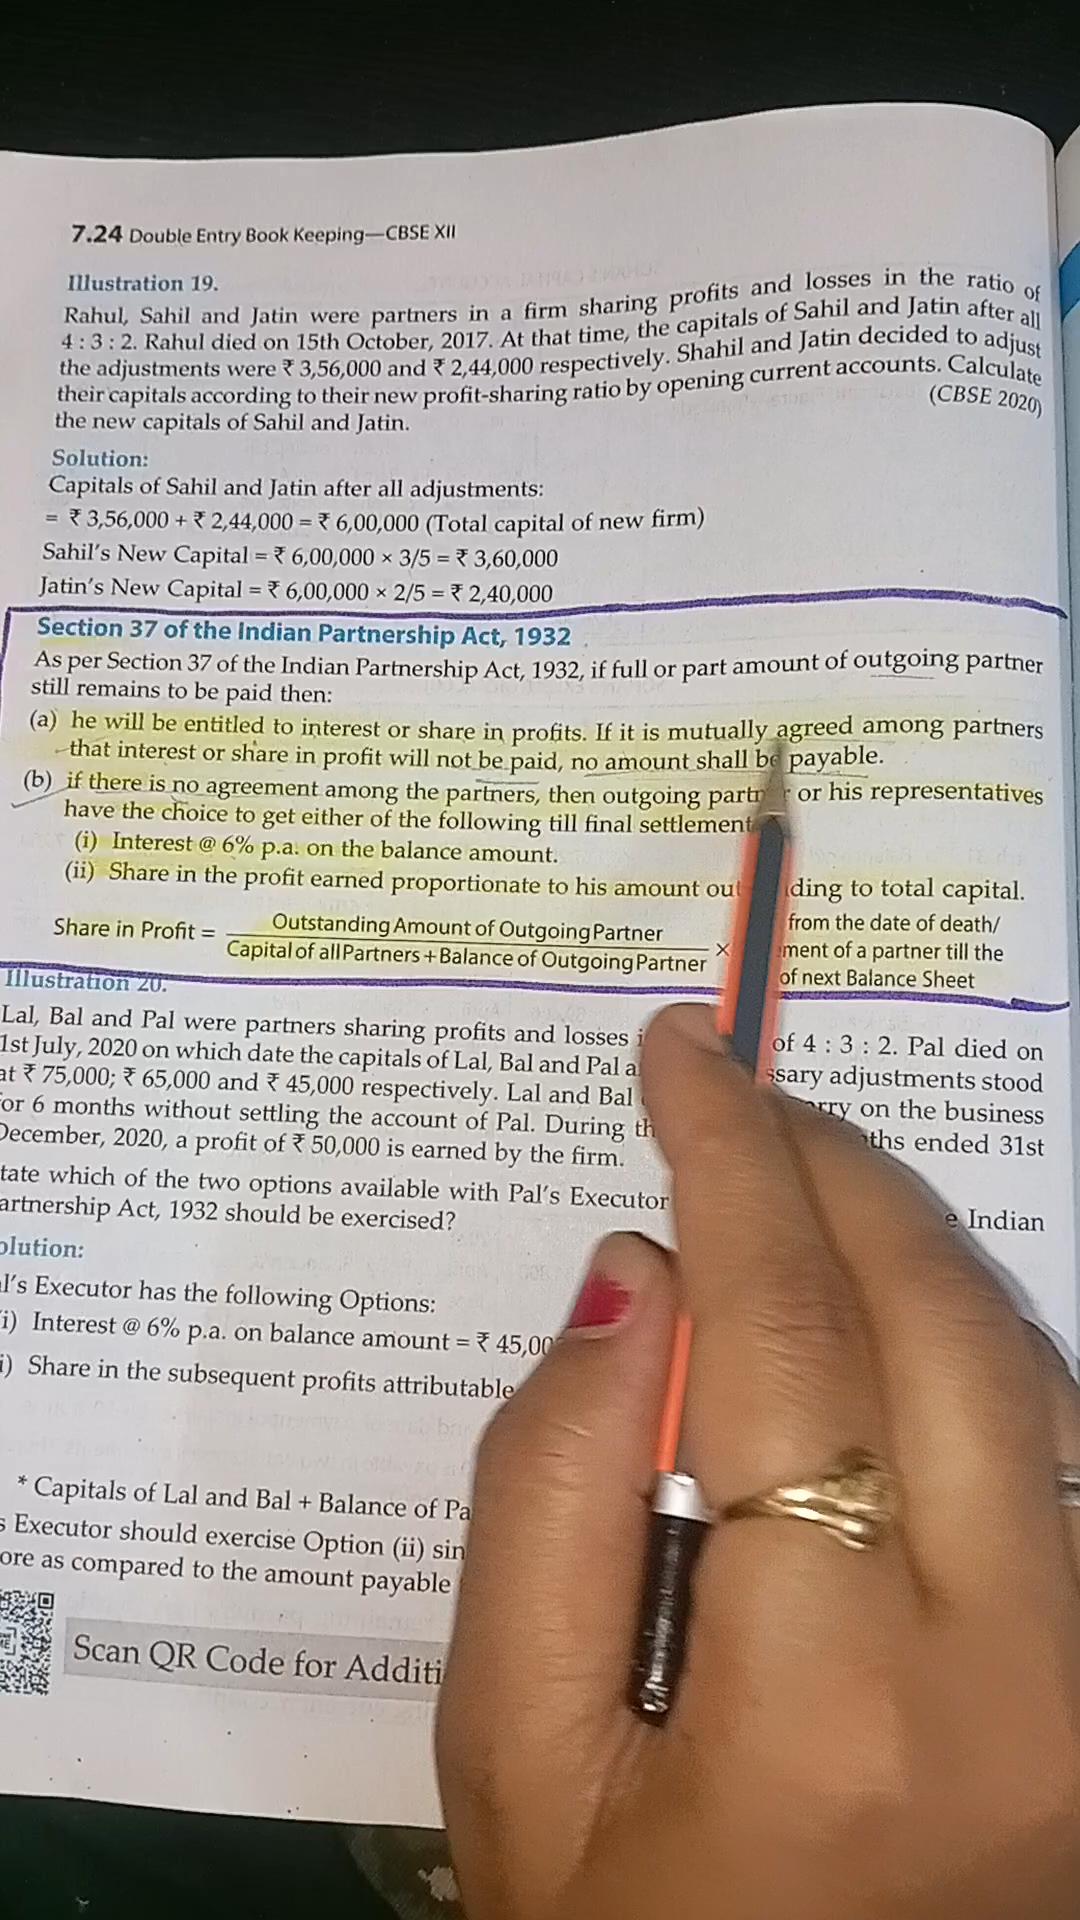 7.24 Double Entry Book Keeping—CBSE XII
Illustration 19.
Rahul, Sahil and Jatin were partners in a firm sharing profits and losses in the ratio of
4 : 3 : 2. Rahul died on 15th October, 2017. At that time, the capitals of Sahil and Jatin after all
the adjustments were ₹ 3,56,000 and ₹ 2,44,000 respectively. Shahil and Jatin decided to adjust
their capitals according to their new profit-sharing ratio by opening current accounts. Calculate
the new capitals of Sahil and Jatin. (CBSE 2020)
Solution:
Capitals of Sahil and Jatin after all adjustments:
= ₹ 3,56,000 + ₹ 2,44,000 = ₹ 6,00,000 (Total capital of new firm)
Sahil's New Capital = ₹ 6,00,000 × 3/5 = ₹ 3,60,000
Jatin's New Capital = ₹ 6,00,000 × 2/5 = ₹ 2,40,000
Section 37 of the Indian Partnership Act, 1932
As per Section 37 of the Indian Partnership Act, 1932, if full or part amount of outgoing partner
still remains to be paid then:
(a) he will be entitled to interest or share in profits. If it is mutually agreed among partners
that interest or share in profit will not be paid, no amount shall be payable.
(b) if there is no agreement among the partners, then outgoing or his representatives
have the choice to get either of the following till final settlement
(i) Interest @ 6% p.a. on the balance amount.
(ii) Share in the profit earned proportionate to his amount to total capital.
Share in Profit = Outstanding Amount of Outgoing Partner × from the date of death/
Capital of all Partners + Balance of Outgoing Partner of a partner till the
of next Balance Sheet
Illustration 20.
Lal, Bal and Pal were partners sharing profits and losses of 4 : 3 : 2. Pal died on
1st July, 2020 on which date the capitals of Lal, Bal and Pal adjustments stood
at ₹ 75,000; ₹ 65,000 and ₹ 45,000 respectively. Lal and Bal on the business
for 6 months without settling the account of Pal. During ended 31st
December, 2020, a profit of ₹ 50,000 is earned by the firm.
tate which of the two options available with Pal's Executor Indian
artnership Act, 1932 should be exercised?
olution:
l's Executor has the following Options:
i) Interest @ 6% p.a. on balance amount = ₹ 45,00
i) Share in the subsequent profits attributable
* Capitals of Lal and Bal + Balance of
s Executor should exercise Option (ii)
ore as compared to the amount payable
Scan QR Code for